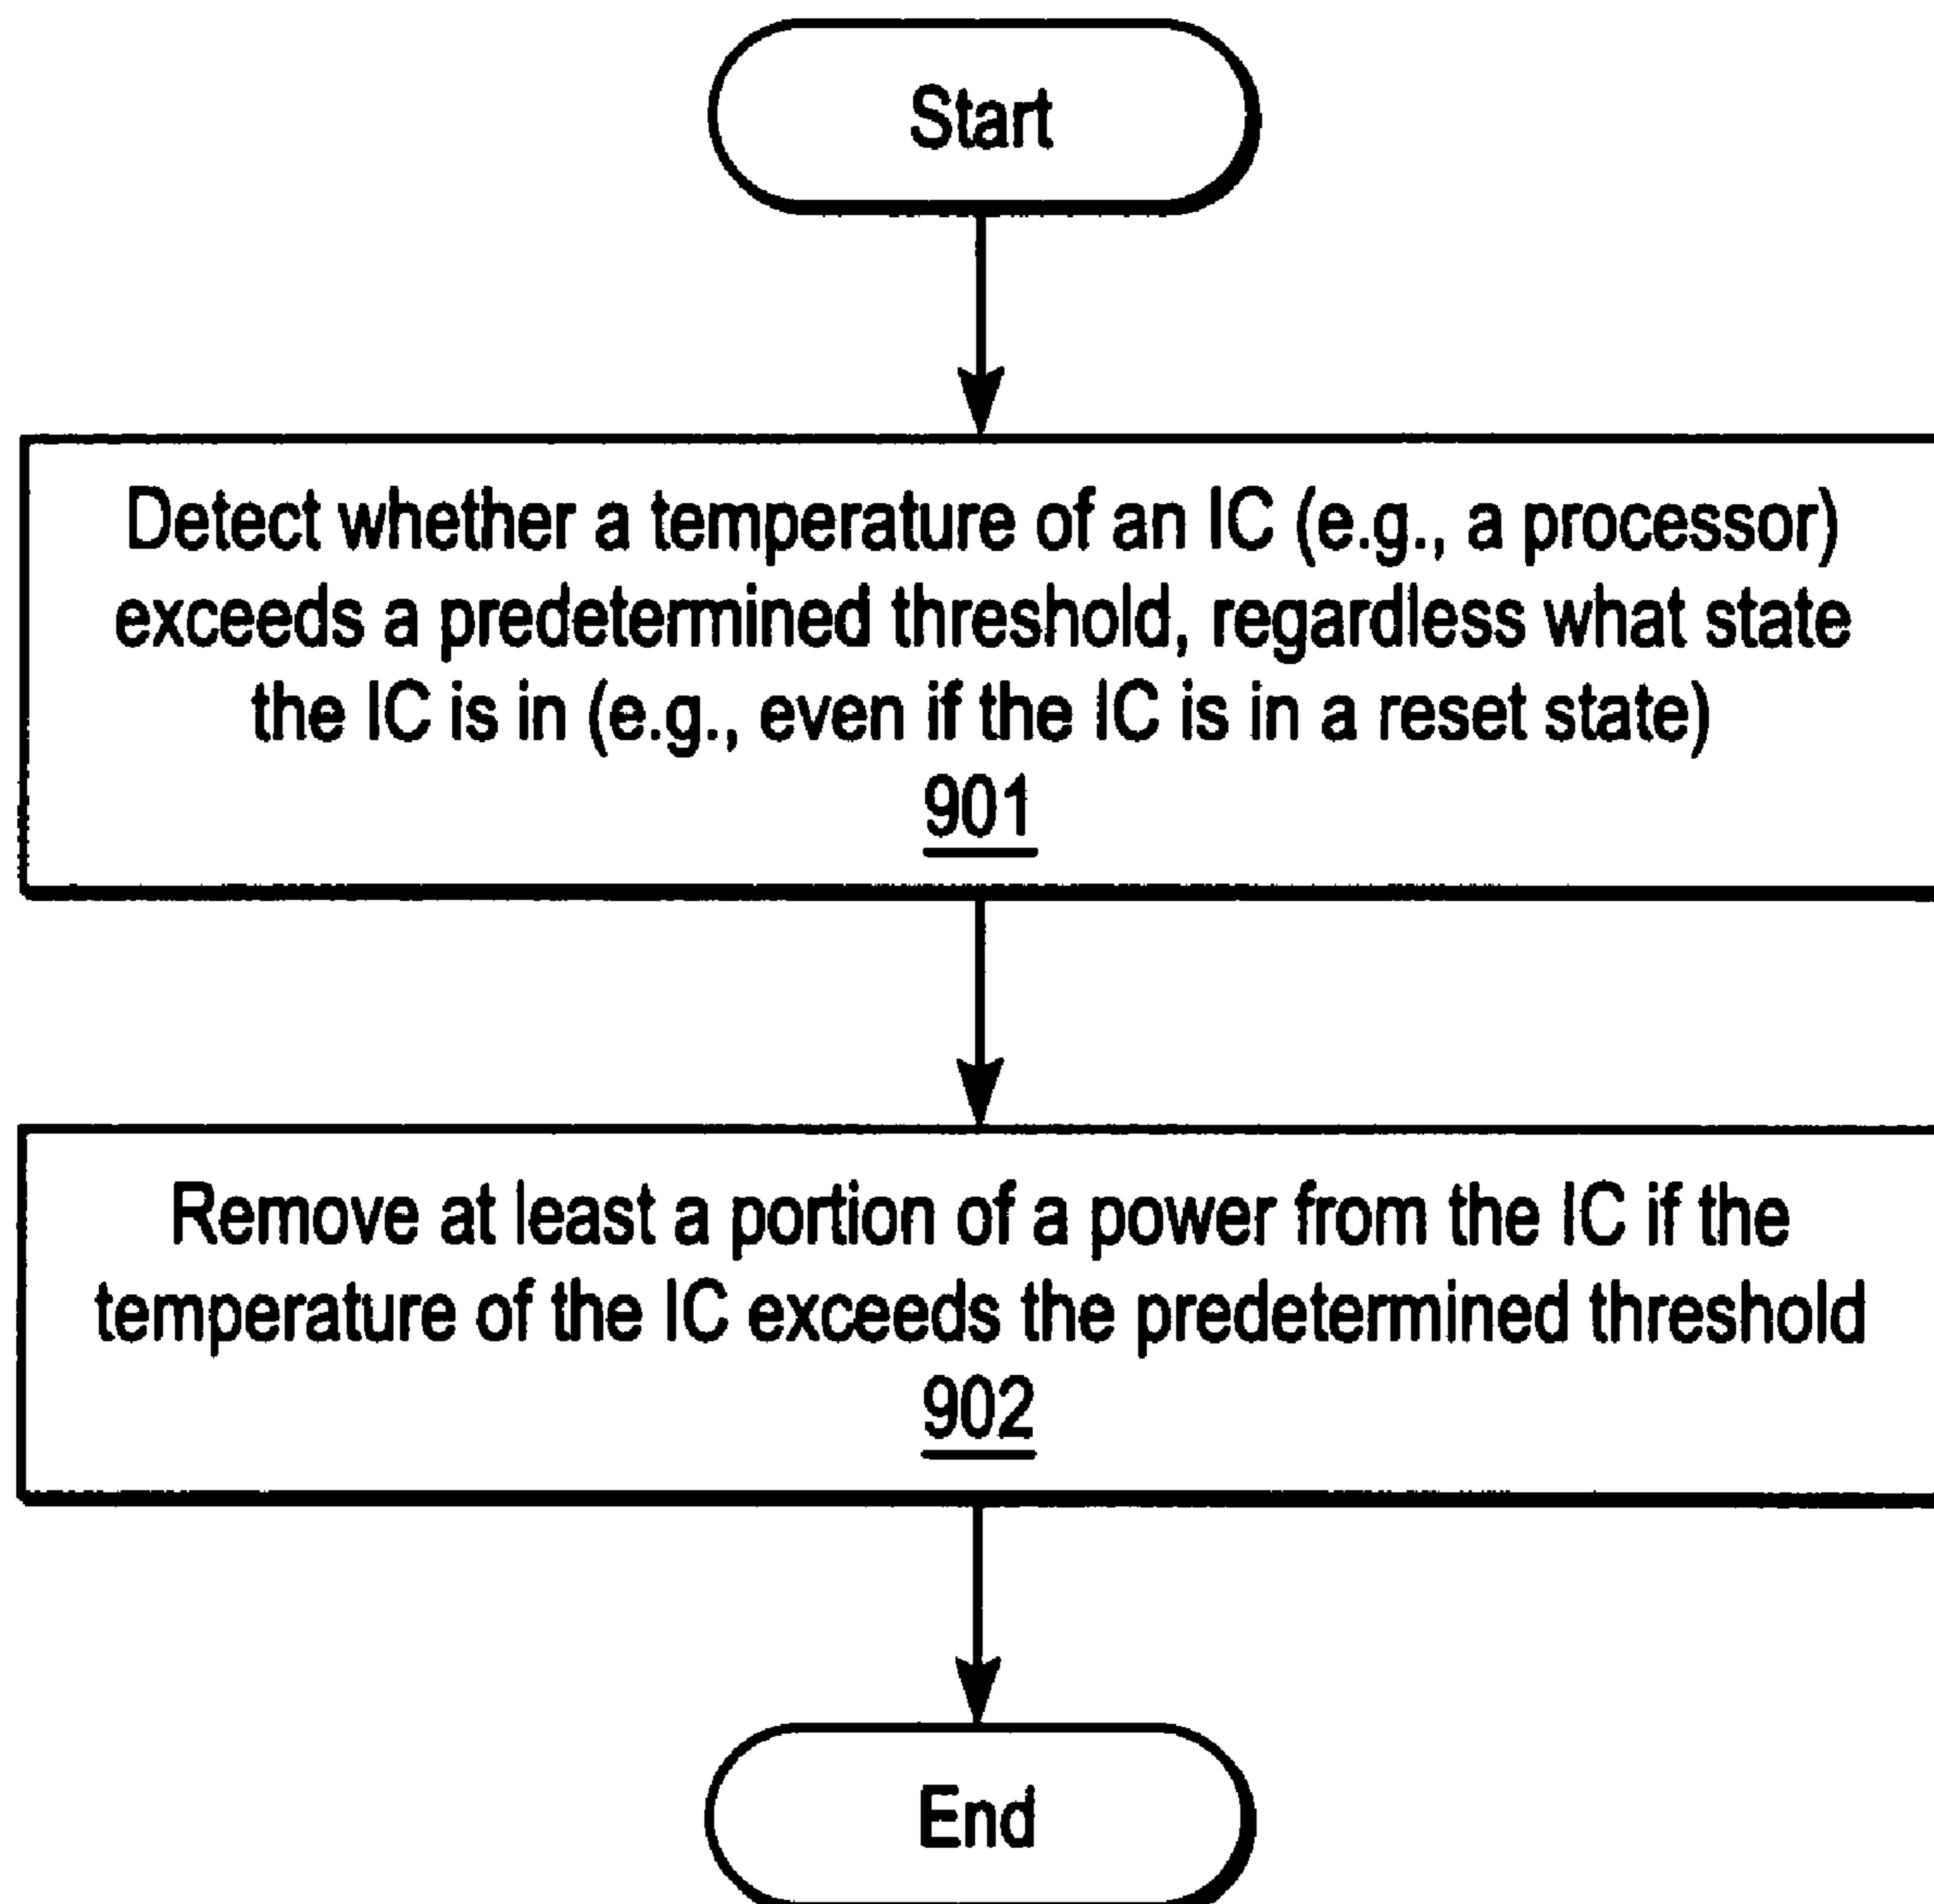 Start
Detect whether a temperature of an IC (e.g., a processor)
exceeds a predetermined threshold, regardless what state
the IC is in (e.g., even if the IC is in a reset state)
901
Remove at least a portion of a power from the IC if the
temperature of the IC exceeds the predetermined threshold
902
End